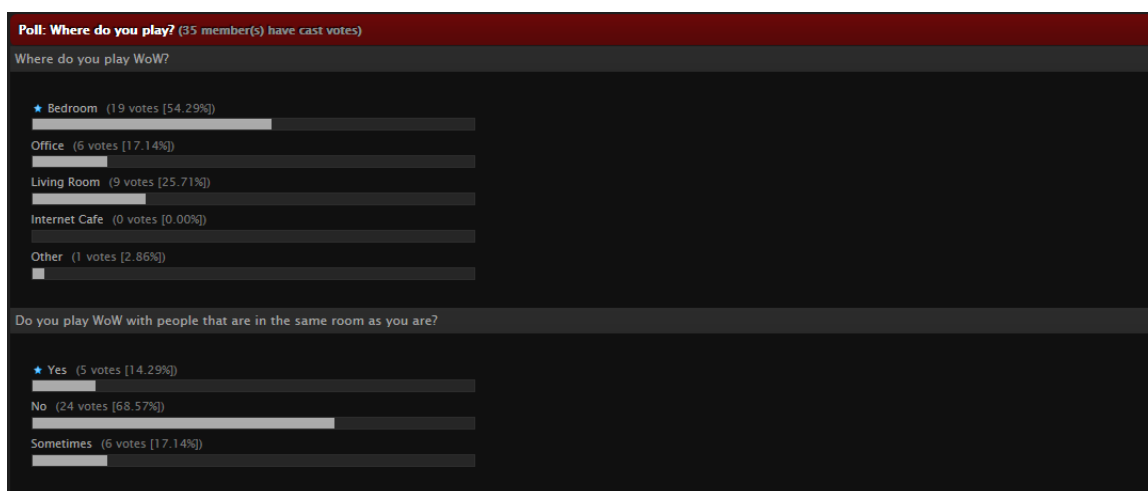 Poll: Where do you play? (35 member(s) have cast votes)
Where do you play WoW?
Bedroom (19 votes [54.29%])
Office (6 votes [17.14%])
Living Room (9 votes [25.71%])
Internet Cafe (0 votes [0.00%])
Other (1 votes [2.86%])
Do you play WoW with people that are in the same room as you are?
Yes (5 votes [14.29%])
No (24 votes [68.57%])
Sometimes (6 votes [17.14%])